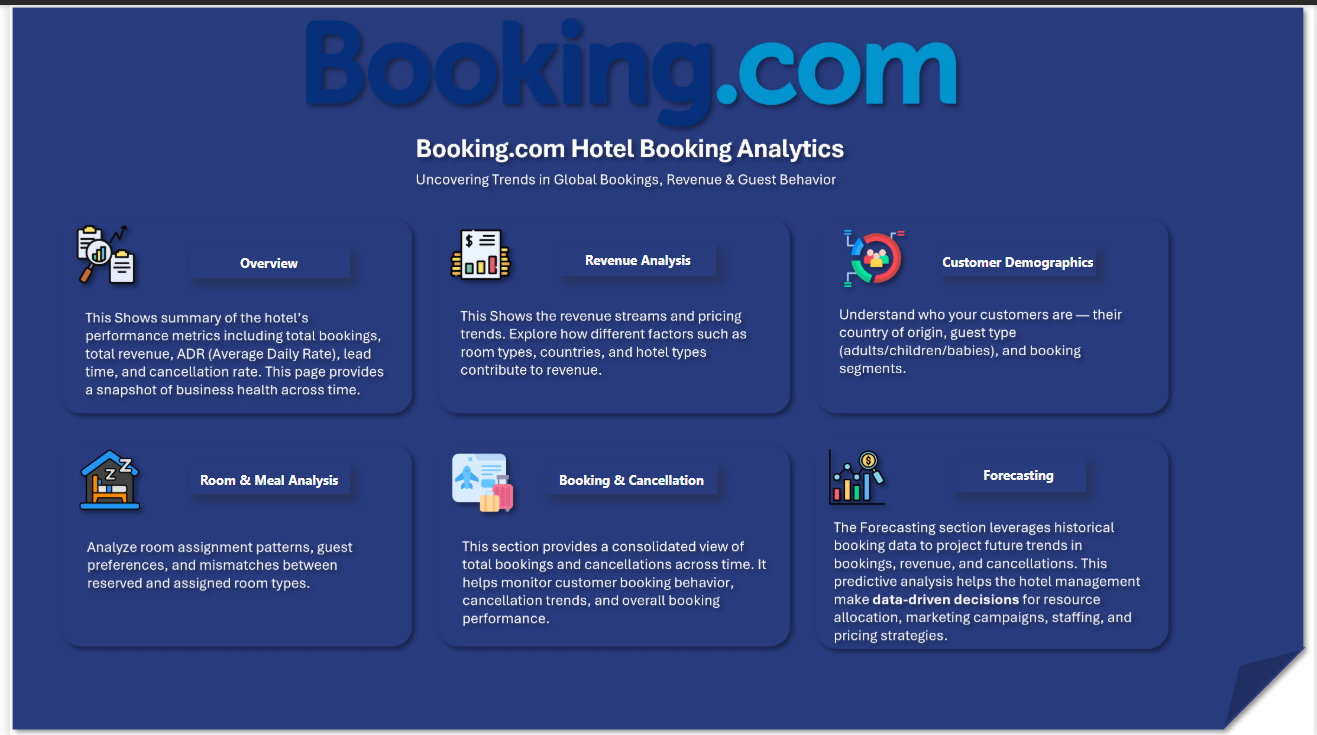 Booking.com
Booking.com Hotel Booking Analytics
Uncovering Trends in Global Bookings, Revenue & Guest Behavior
Overview
This Shows summary of the hotel's
performance metrics including total bookings,
total revenue, ADR (Average Daily Rate), lead
time, and cancellation rate. This page provides
a snapshot of business health across time.
$
Revenue Analysis
This Shows the revenue streams and pricing
trends. Explore how different factors such as
room types, countries, and hotel types
contribute to revenue.
Customer Demographics
Understand who your customers are — their
country of origin, guest type
(adults/children/babies), and booking
segments.
Z Z
Room & Meal Analysis
Analyze room assignment patterns, guest
preferences, and mismatches between
reserved and assigned room types.
Booking & Cancellation
This section provides a consolidated view of
total bookings and cancellations across time. It
helps monitor customer booking behavior,
cancellation trends, and overall booking
performance.
$
Forecasting
The Forecasting section leverages historical
booking data to project future trends in
bookings, revenue, and cancellations. This
predictive analysis helps the hotel management
make data-driven decisions for resource
allocation, marketing campaigns, staffing, and
pricing strategies.